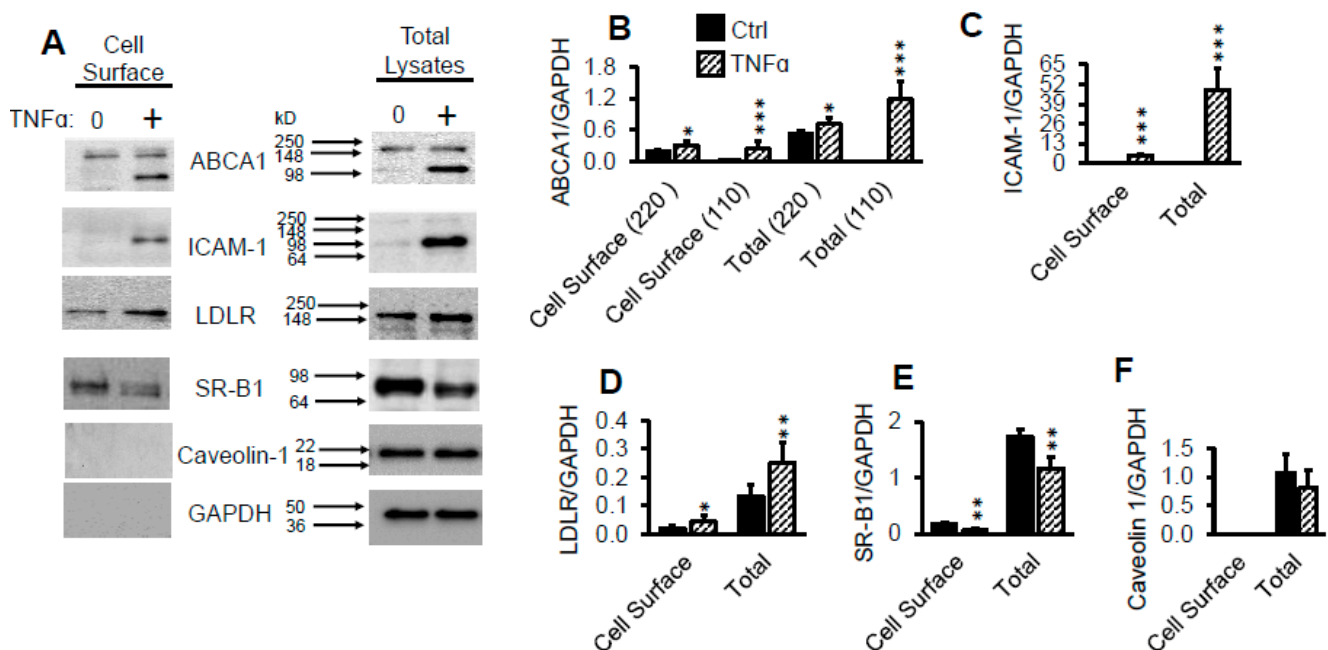 A
Cell
Surface
Total
Lysates
TNFα: 0 +
kD
0 +
ABCA1
250
148
98
ICAM-1
250
148
98
64
LDLR
250
148
SR-B1
98
64
Caveolin-1
22
18
GAPDH
50
36
B
Ctrl
TNFα
ABCA1/GAPDH
1.8
1.2
0.6
0.0
*
***
*
***
Cell Surface (220 )
Cell Surface (110)
Total (220)
Total (110)
C
ICAM-1/GAPDH
65
52
39
26
13
0
***
***
Cell Surface
Total
D
LDLR/GAPDH
0.4
0.3
0.2
0.1
0.0
*
**
Cell Surface
Total
E
SR-B1/GAPDH
2
1
0
**
**
Cell Surface
Total
F
Caveolin 1/GAPDH
1.5
1.0
0.5
0.0
Cell Surface
Total